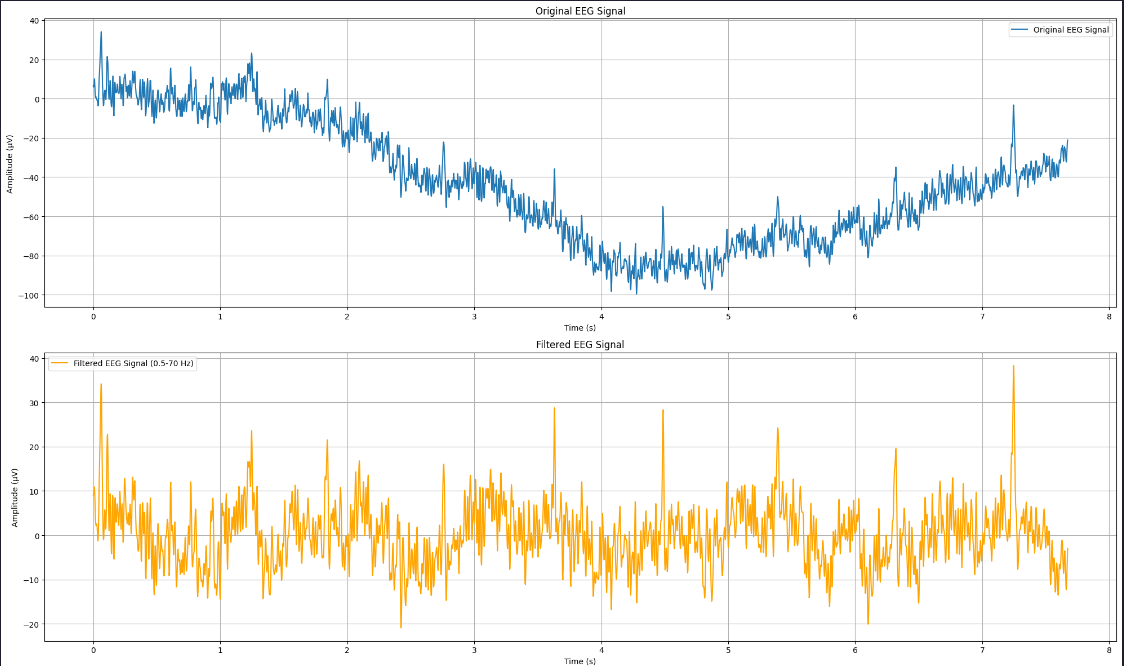 Original EEG Signal
Original EEG Signal
Amplitude (μV)
40
20
0
−20
−40
−60
−80
−100
0 1 2 3 4 5 6 7 8
Time (s)
Filtered EEG Signal
Filtered EEG Signal (0.5-70 Hz)
Amplitude (μV)
40
30
20
10
0
−10
−20
0 1 2 3 4 5 6 7 8
Time (s)